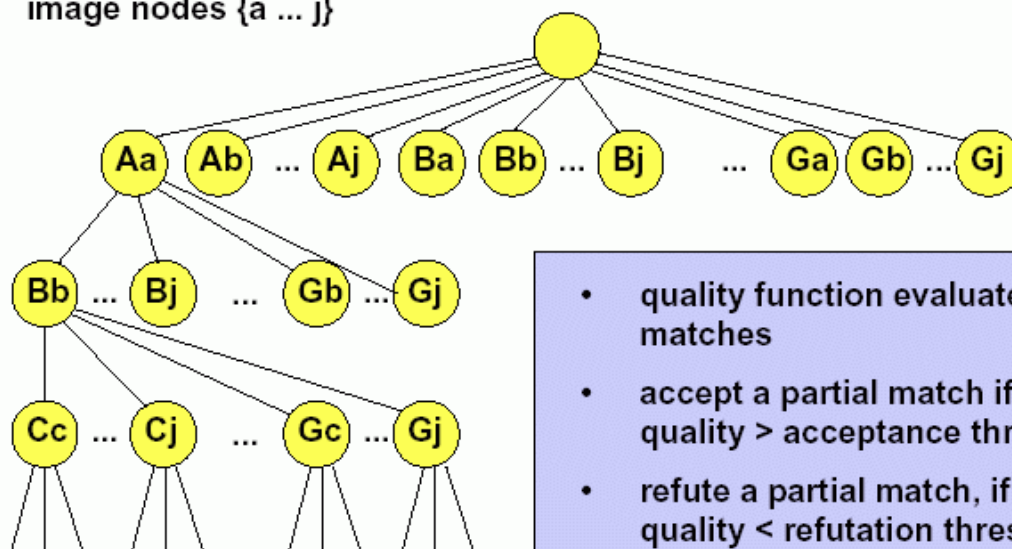 image nodes {a ... j}
Aa Ab ... Aj Ba Bb ... Bj ... Ga Gb ... Gj
Bb ... Bj ... Gb ... Gj
• quality function evaluate
matches
• accept a partial match if
quality > acceptance thr
Cc ... Cj ... Gc ... Gj
• refute a partial match, if
quality < refutation thres